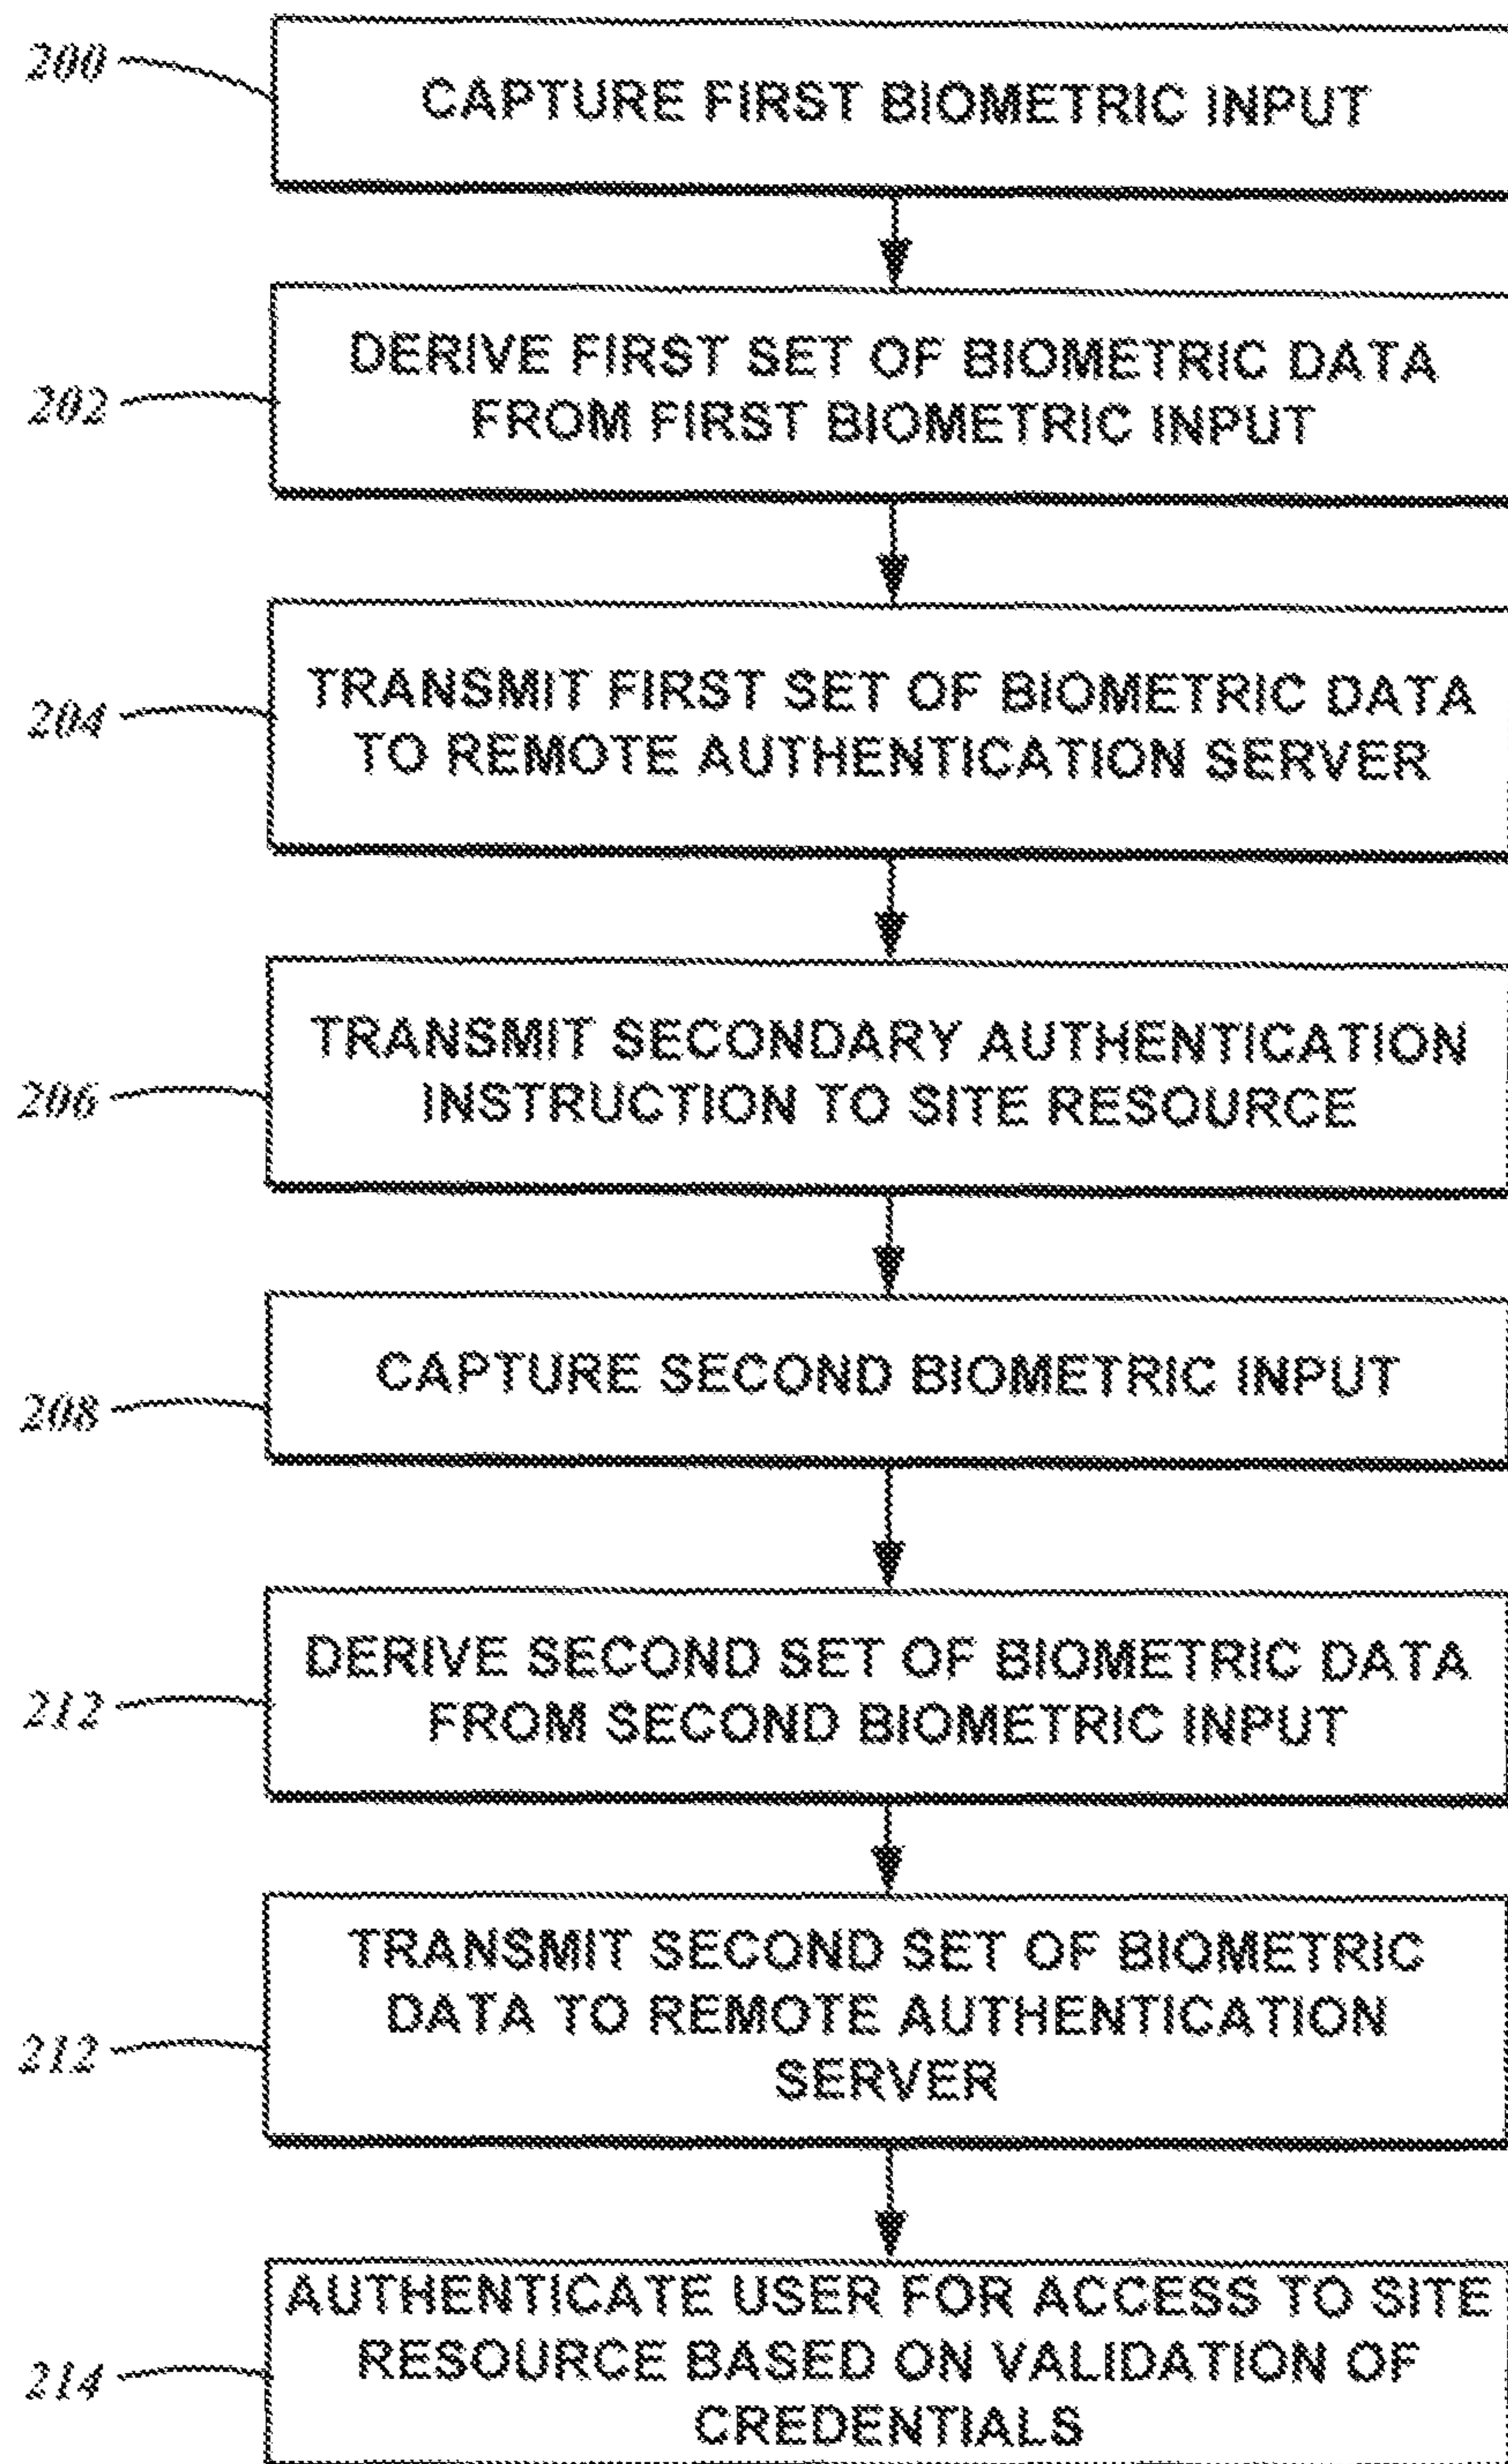 200
CAPTURE FIRST BIOMETRIC INPUT
202
DERIVE FIRST SET OF BIOMETRIC DATA
FROM FIRST BIOMETRIC INPUT
204
TRANSMIT FIRST SET OF BIOMETRIC DATA
TO REMOTE AUTHENTICATION SERVER
206
TRANSMIT SECONDARY AUTHENTICATION
INSTRUCTION TO SITE RESOURCE
208
CAPTURE SECOND BIOMETRIC INPUT
212
DERIVE SECOND SET OF BIOMETRIC DATA
FROM SECOND BIOMETRIC INPUT
212
TRANSMIT SECOND SET OF BIOMETRIC
DATA TO REMOTE AUTHENTICATION
SERVER
214
AUTHENTICATE USER FOR ACCESS TO SITE
RESOURCE BASED ON VALIDATION OF
CREDENTIALS